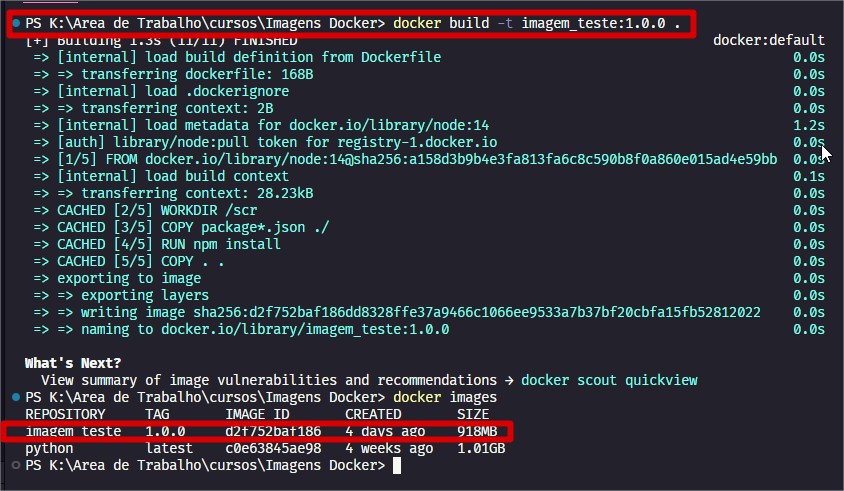 PS K:\Area de Trabalho\cursos\Imagens Docker> docker build -t imagem_teste:1.0.0 .
[+] Building 1.3s (11/11) FINISHED docker:default
=> [internal] load build definition from Dockerfile 0.0s
=> => transferring dockerfile: 168B 0.0s
=> [internal] load .dockerignore 0.0s
=> => transferring context: 2B 0.0s
=> [internal] load metadata for docker.io/library/node:14 1.2s
=> [auth] library/node:pull token for registry-1.docker.io 0.0s
=> [1/5] FROM docker.io/library/node:14@sha256:a158d3b9b4e3fa813fa6c8c590b8f0a860e015ad4e59bb 0.0s
=> [internal] load build context 0.1s
=> => transferring context: 28.23kB 0.0s
=> CACHED [2/5] WORKDIR /scr 0.0s
=> CACHED [3/5] COPY package*.json ./ 0.0s
=> CACHED [4/5] RUN npm install 0.0s
=> CACHED [5/5] COPY . . 0.0s
=> exporting to image 0.0s
=> => exporting layers 0.0s
=> => writing image sha256:d2f752baf186dd8328ffe37a9466c1066ee9533a7b37bf20cbfa15fb52812022 0.0s
=> => naming to docker.io/library/imagem_teste:1.0.0 0.0s
What's Next?
View summary of image vulnerabilities and recommendations → docker scout quickview
PS K:\Area de Trabalho\cursos\Imagens Docker> docker images
REPOSITORY TAG IMAGE ID CREATED SIZE
imagem_teste 1.0.0 d2f752baf186 4 days ago 918MB
python latest c0e63845ae98 4 weeks ago 1.01GB
PS K:\Area de Trabalho\cursos\Imagens Docker>